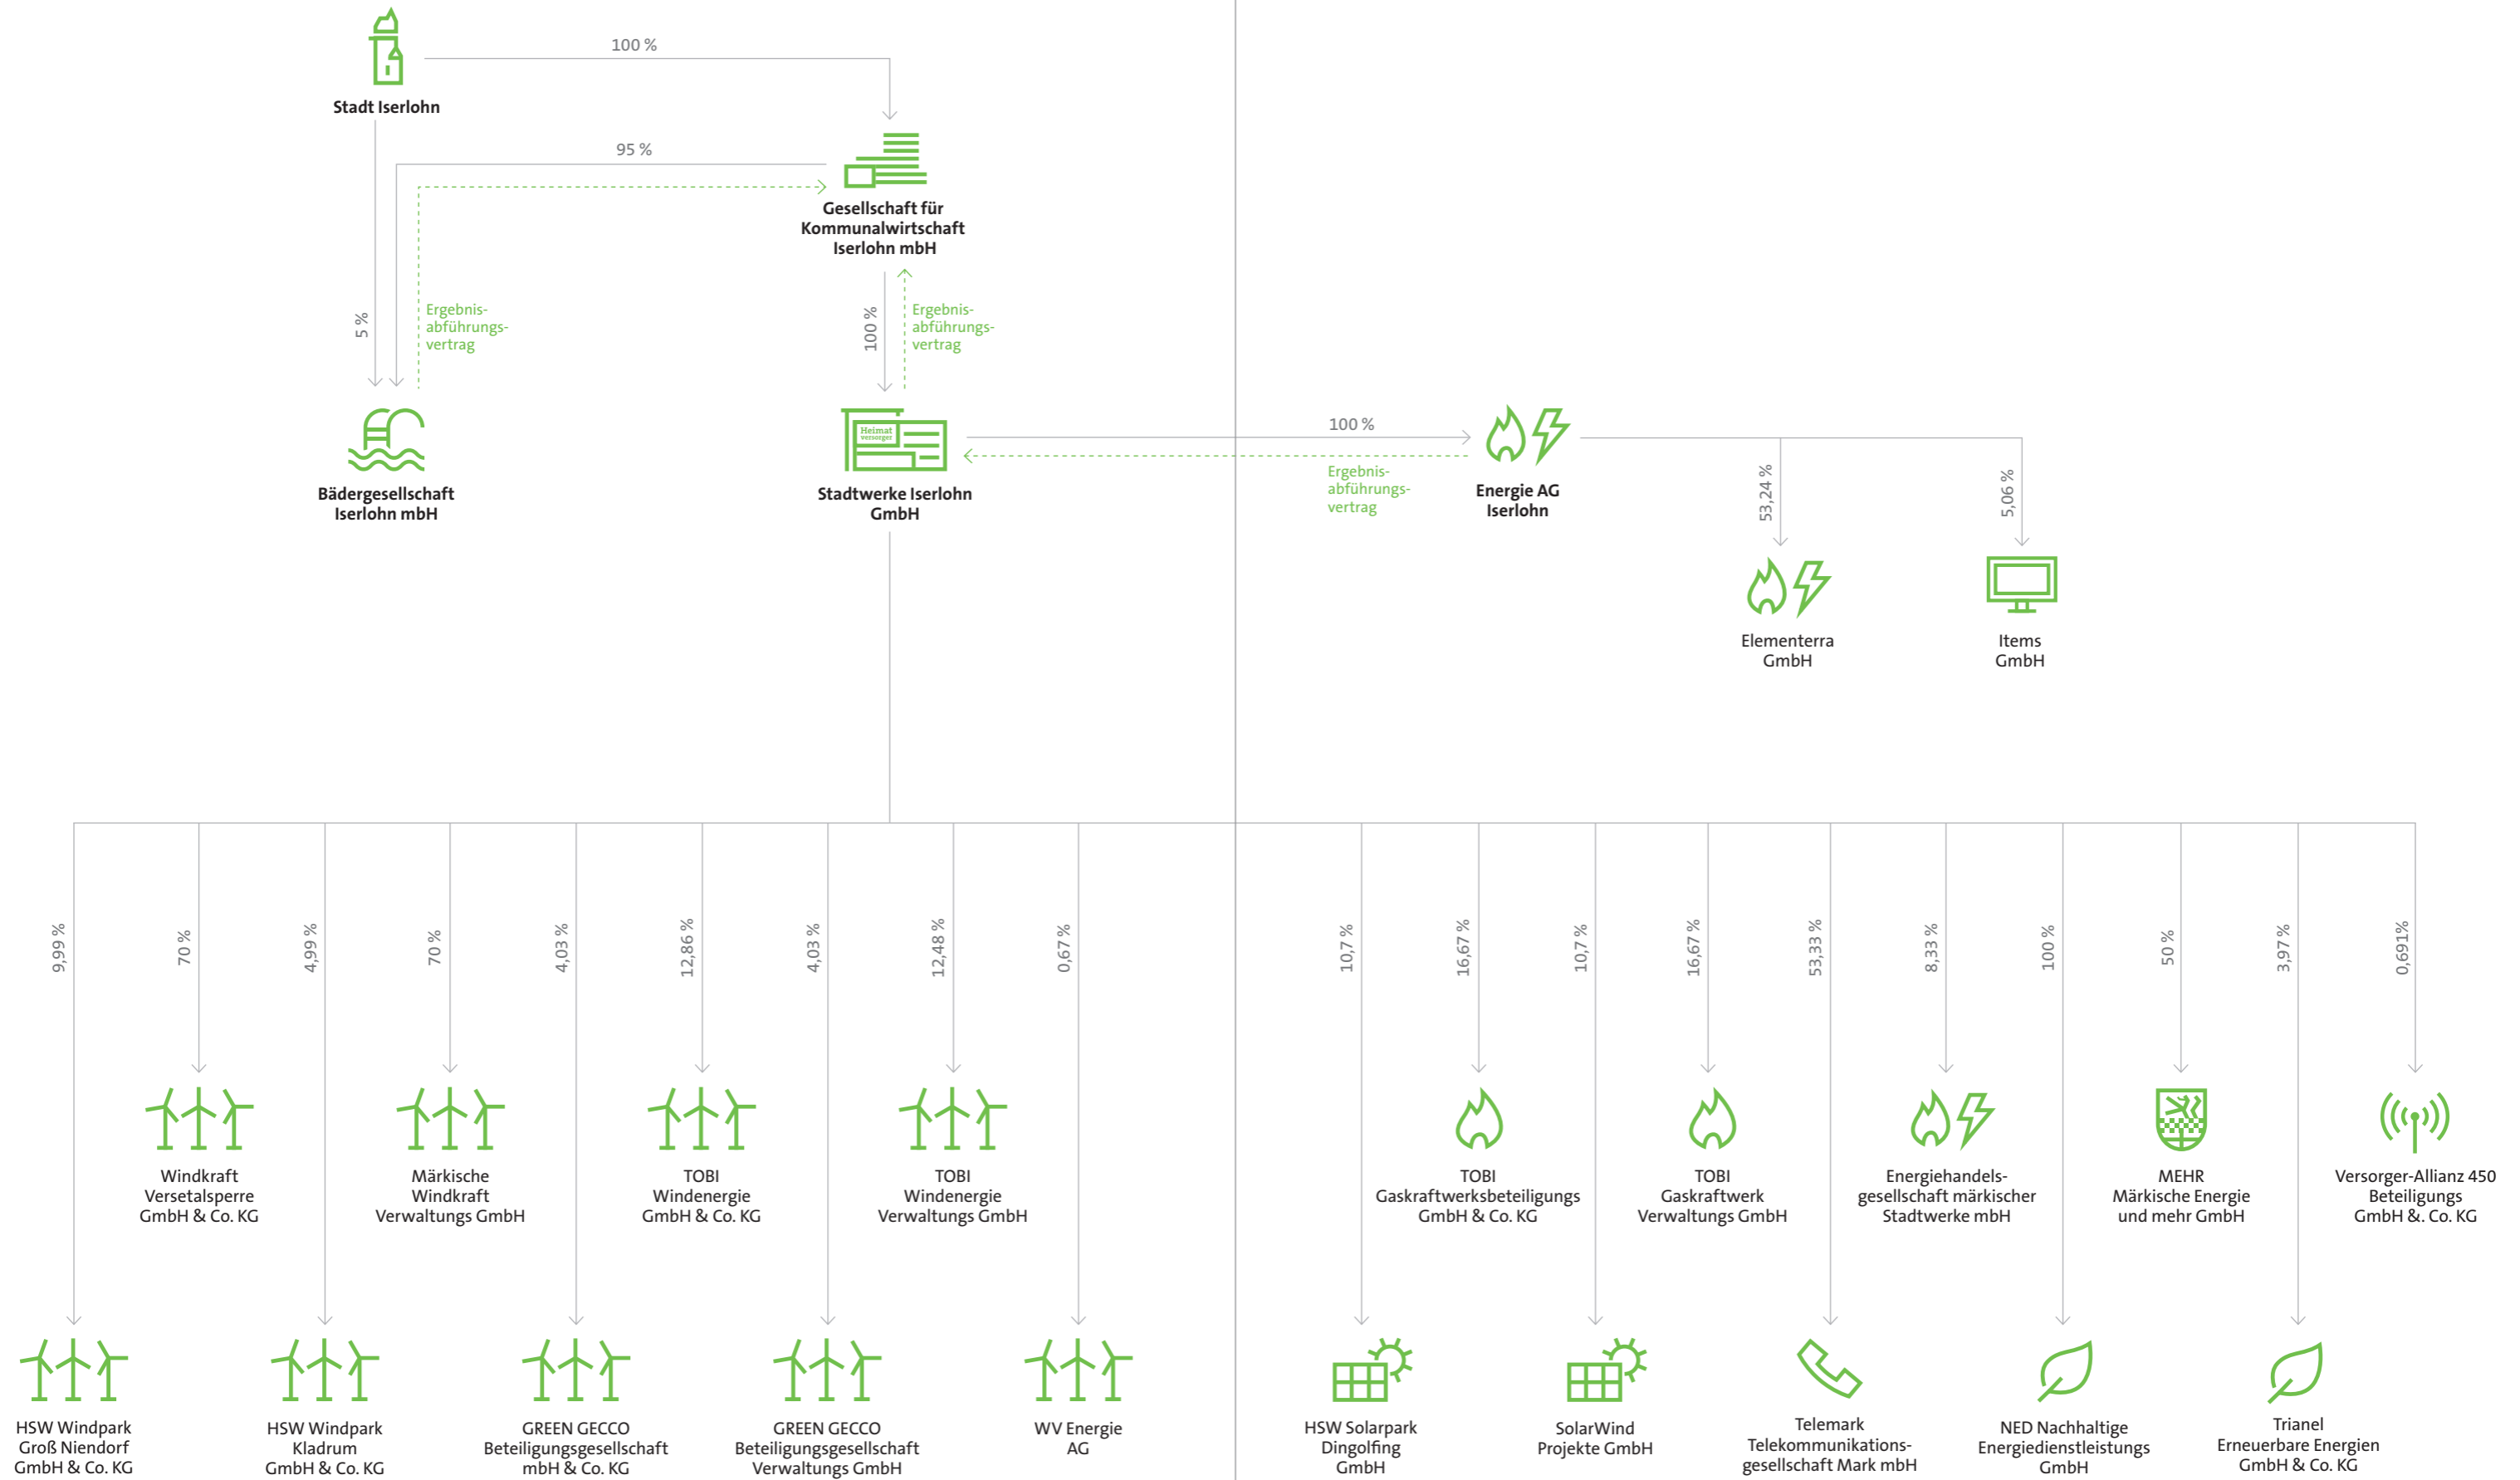 Stadt Iserlohn
100 %
95 %
Gesellschaft für
Kommunalwirtschaft
Iserlohn mbH
5 %
Ergebnis-
abführungs-
vertrag
100 %
Ergebnis-
abführungs-
vertrag
Bädergesellschaft
Iserlohn mbH
Heimat
versorger
Stadtwerke Iserlohn
GmbH
100 %
Ergebnis-
abführungs-
vertrag
Energie AG
Iserlohn
53,24 %
5,06 %
Elementerra
GmbH
Items
GmbH
9,99 %
70 %
4,99 %
70 %
4,03 %
12,86 %
4,03 %
12,48 %
0,67 %
10,7 %
16,67 %
10,7 %
16,67 %
53,33 %
8,33 %
100 %
50 %
3,97 %
0,691%
Windkraft
Versetalsperre
GmbH & Co. KG
Märkische
Windkraft
Verwaltungs GmbH
TOBI
Windenergie
GmbH & Co. KG
TOBI
Windenergie
Verwaltungs GmbH
TOBI
Gaskraftwerksbeteiligungs
GmbH & Co. KG
TOBI
Gaskraftwerk
Verwaltungs GmbH
Energiehandels-
gesellschaft märkischer
Stadtwerke mbH
MEHR
Märkische Energie
und mehr GmbH
Versorger-Allianz 450
Beteiligungs
GmbH &. Co. KG
HSW Windpark
Groß Niendorf
GmbH & Co. KG
HSW Windpark
Kladrum
GmbH & Co. KG
GREEN GECCO
Beteiligungsgesellschaft
mbH & Co. KG
GREEN GECCO
Beteiligungsgesellschaft
Verwaltungs GmbH
WV Energie
AG
HSW Solarpark
Dingolfing
GmbH
SolarWind
Projekte GmbH
Telemark
Telekommunikations-
gesellschaft Mark mbH
NED Nachhaltige
Energiedienstleistungs
GmbH
Trianel
Erneuerbare Energien
GmbH & Co. KG